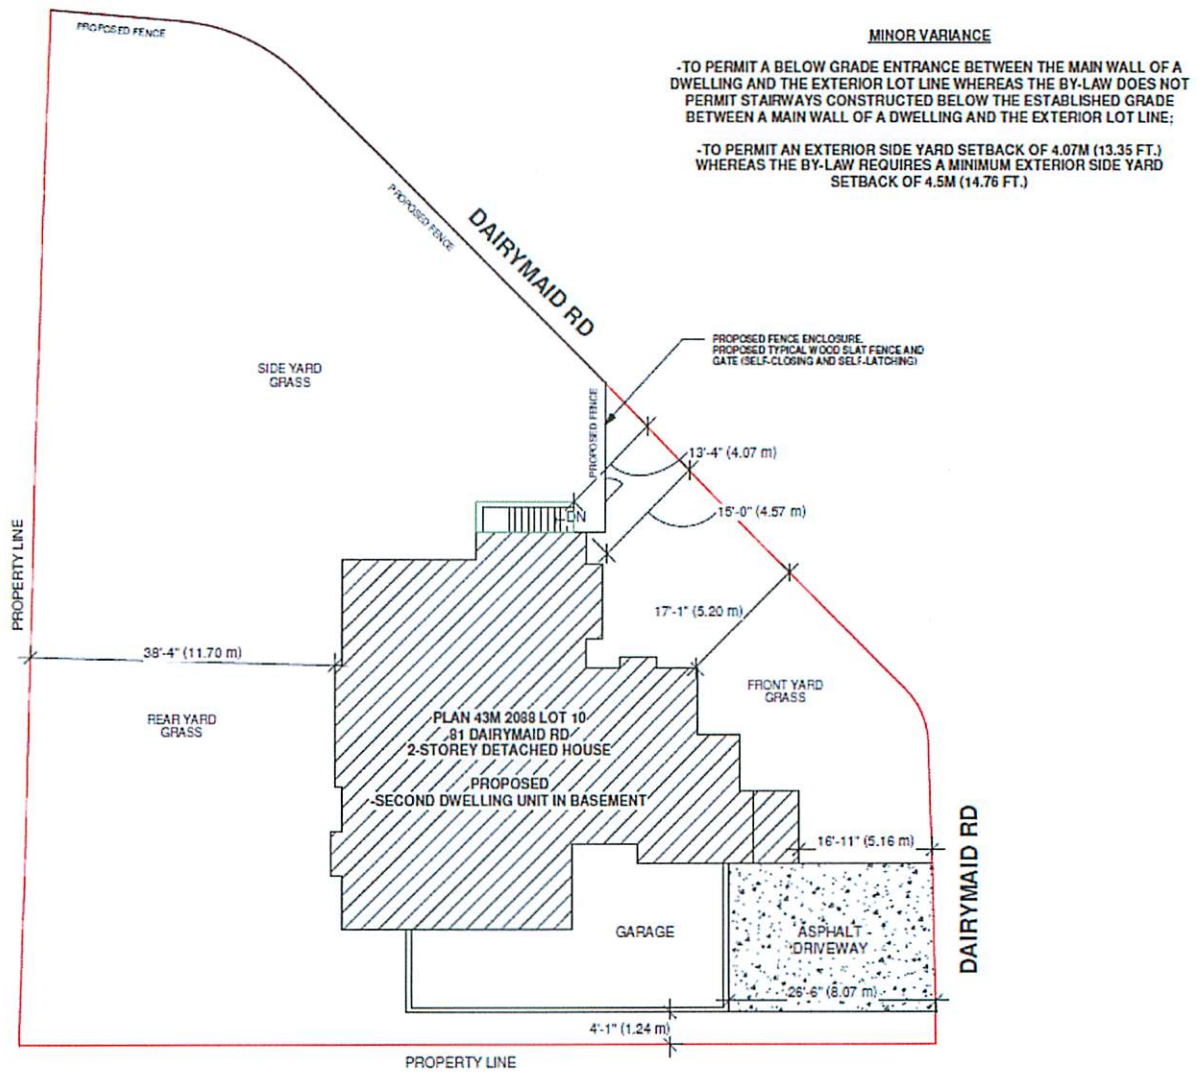 PROPOSED FENCE
MINOR VARIANCE
-TO PERMIT A BELOW GRADE ENTRANCE BETWEEN THE MAIN WALL OF A
DWELLING AND THE EXTERIOR LOT LINE WHEREAS THE BY-LAW DOES NOT
PERMIT STAIRWAYS CONSTRUCTED BELOW THE ESTABLISHED GRADE
BETWEEN A MAIN WALL OF A DWELLING AND THE EXTERIOR LOT LINE;
-TO PERMIT AN EXTERIOR SIDE YARD SETBACK OF 4.07M (13.35 FT.)
WHEREAS THE BY-LAW REQUIRES A MINIMUM EXTERIOR SIDE YARD
SETBACK OF 4.5M (14.76 FT.)
PROPOSED FENCE
DAIRYMAID RD
PROPOSED FENCE ENCLOSURE.
PROPOSED TYPICAL WOOD SLAT FENCE AND
GATE (SELF-CLOSING AND SELF-LATCHING)
SIDE YARD
GRASS
PROPOSED FENCE
13'-4" (4.07 m)
15'-0" (4.57 m)
DN
PROPERTY LINE
17'-1" (5.20 m)
38'-4" (11.70 m)
FRONT YARD
GRASS
REAR YARD
GRASS
PLAN 43M 2088 LOT 10
81 DAIRYMAID RD
2-STOREY DETACHED HOUSE
PROPOSED
-SECOND DWELLING UNIT IN BASEMENT
16'-11" (5.16 m)
DAIRYMAID RD
GARAGE
ASPHALT
DRIVEWAY
26'-6" (8.07 m)
4'-1" (1.24 m)
PROPERTY LINE